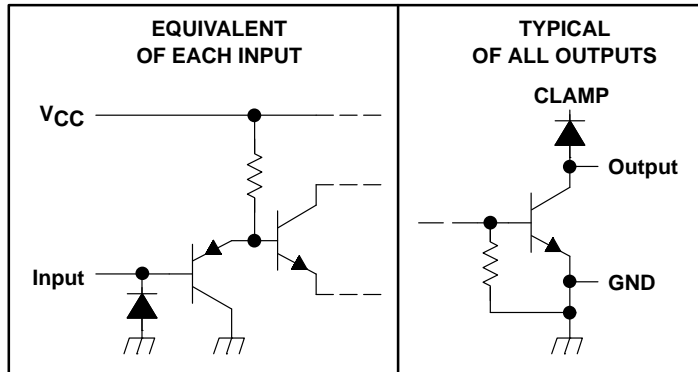 EQUIVALENT
OF EACH INPUT
VCC
Input
TYPICAL
OF ALL OUTPUTS
CLAMP
Output
GND